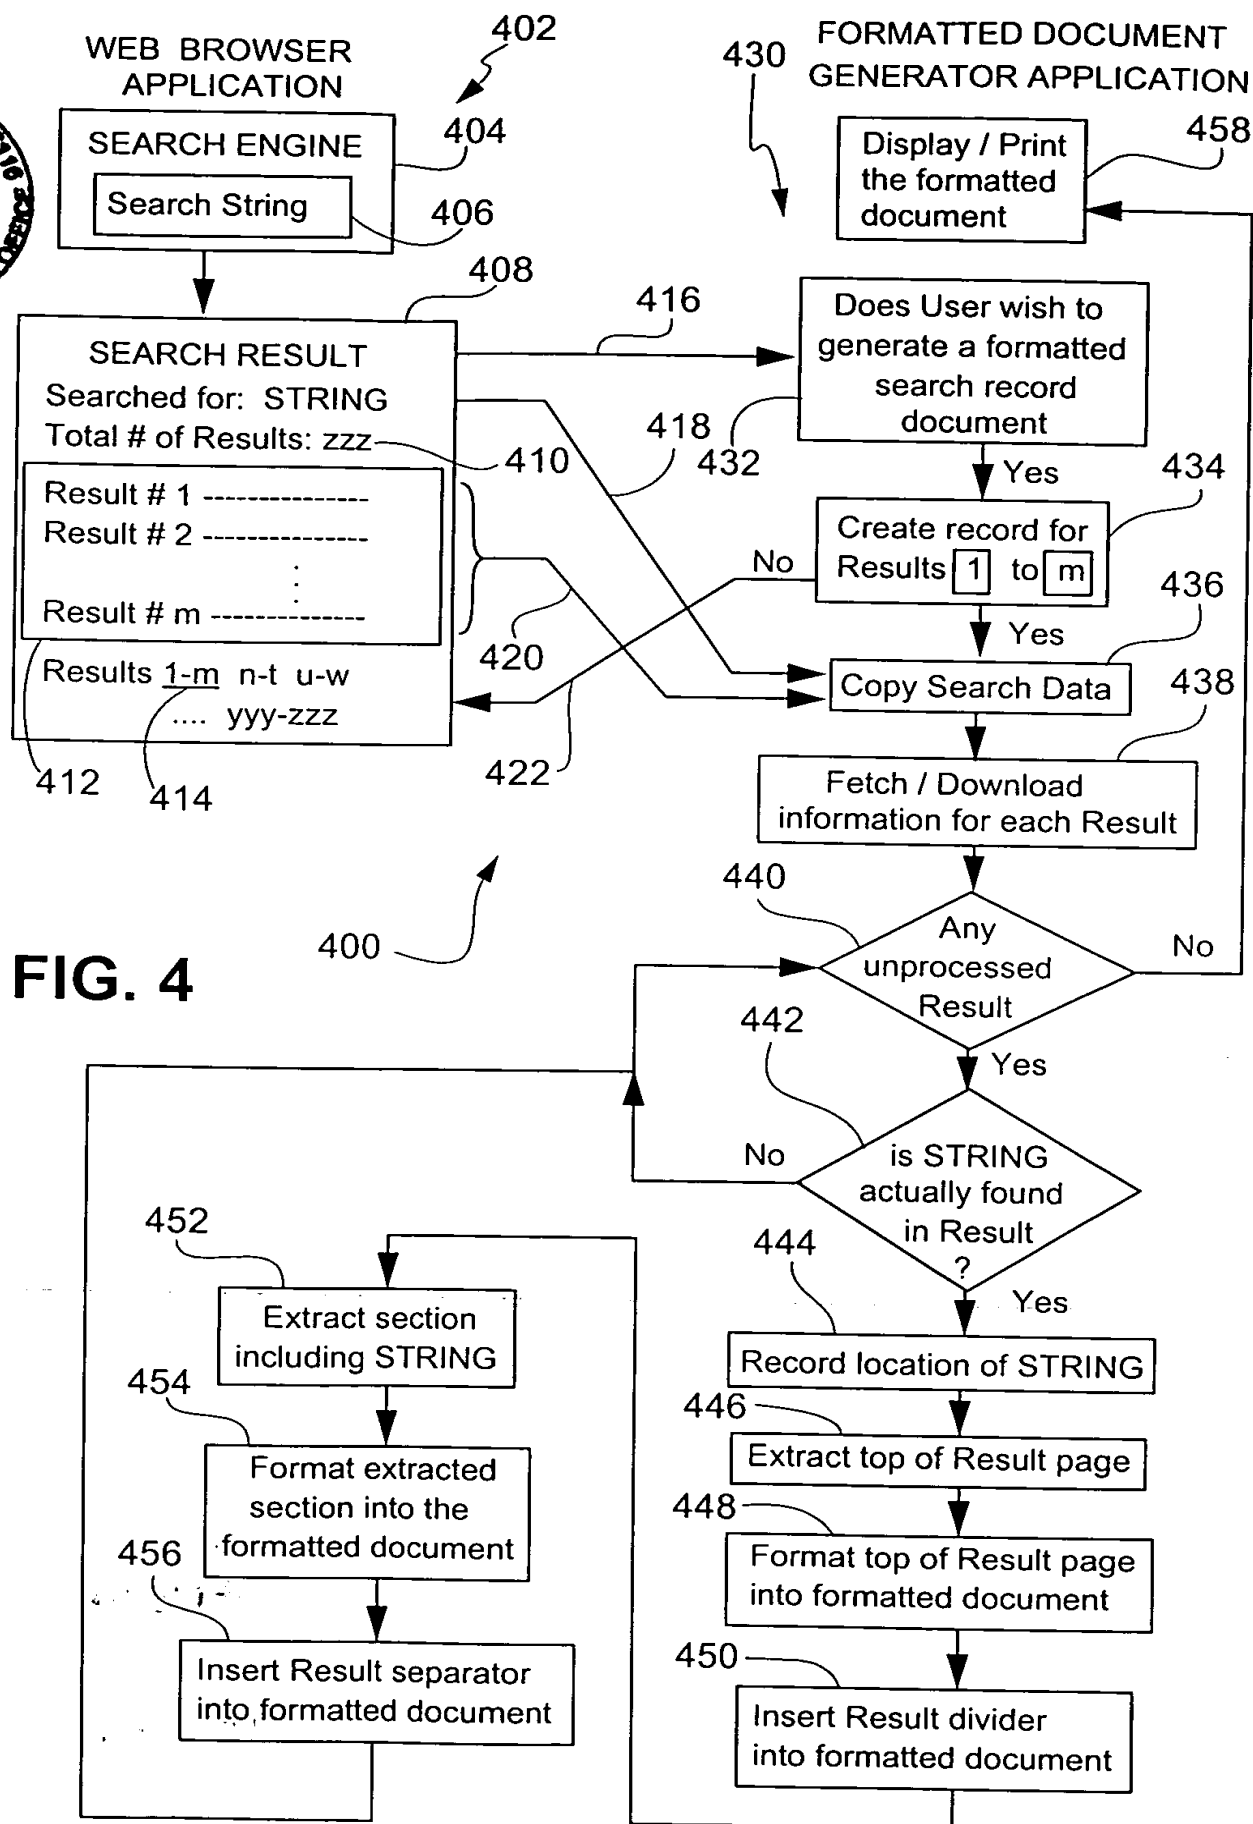 402
WEB BROWSER
APPLICATION
430
FORMATTED DOCUMENT
GENERATOR APPLICATION
SEARCH ENGINE
404
Search String
406
458
Display / Print
the formatted
document
OFFICE
408
416
SEARCH RESULT
Searched for: STRING
Total # of Results: zzz
410
Result # 1 ---------------
Result # 2 ---------------
Result # m --------------
Results 1-m n-t u-w
.... yyy-zzz
412
414
418
420
422
Does User wish to
generate a formatted
search record
document
432
Yes
434
Create record for
Results 1 to m
No
Yes
436
Copy Search Data
438
Fetch / Download
information for each Result
440
Any
unprocessed
Result
No
400
FIG. 4
442
Yes
No
is STRING
actually found
in Result
?
444
Yes
Record location of STRING
446
Extract top of Result page
448
Format top of Result page
into formatted document
450
Insert Result divider
into formatted document
452
Extract section
including STRING
454
Format extracted
section into the
formatted document
456
Insert Result separator
into formatted document